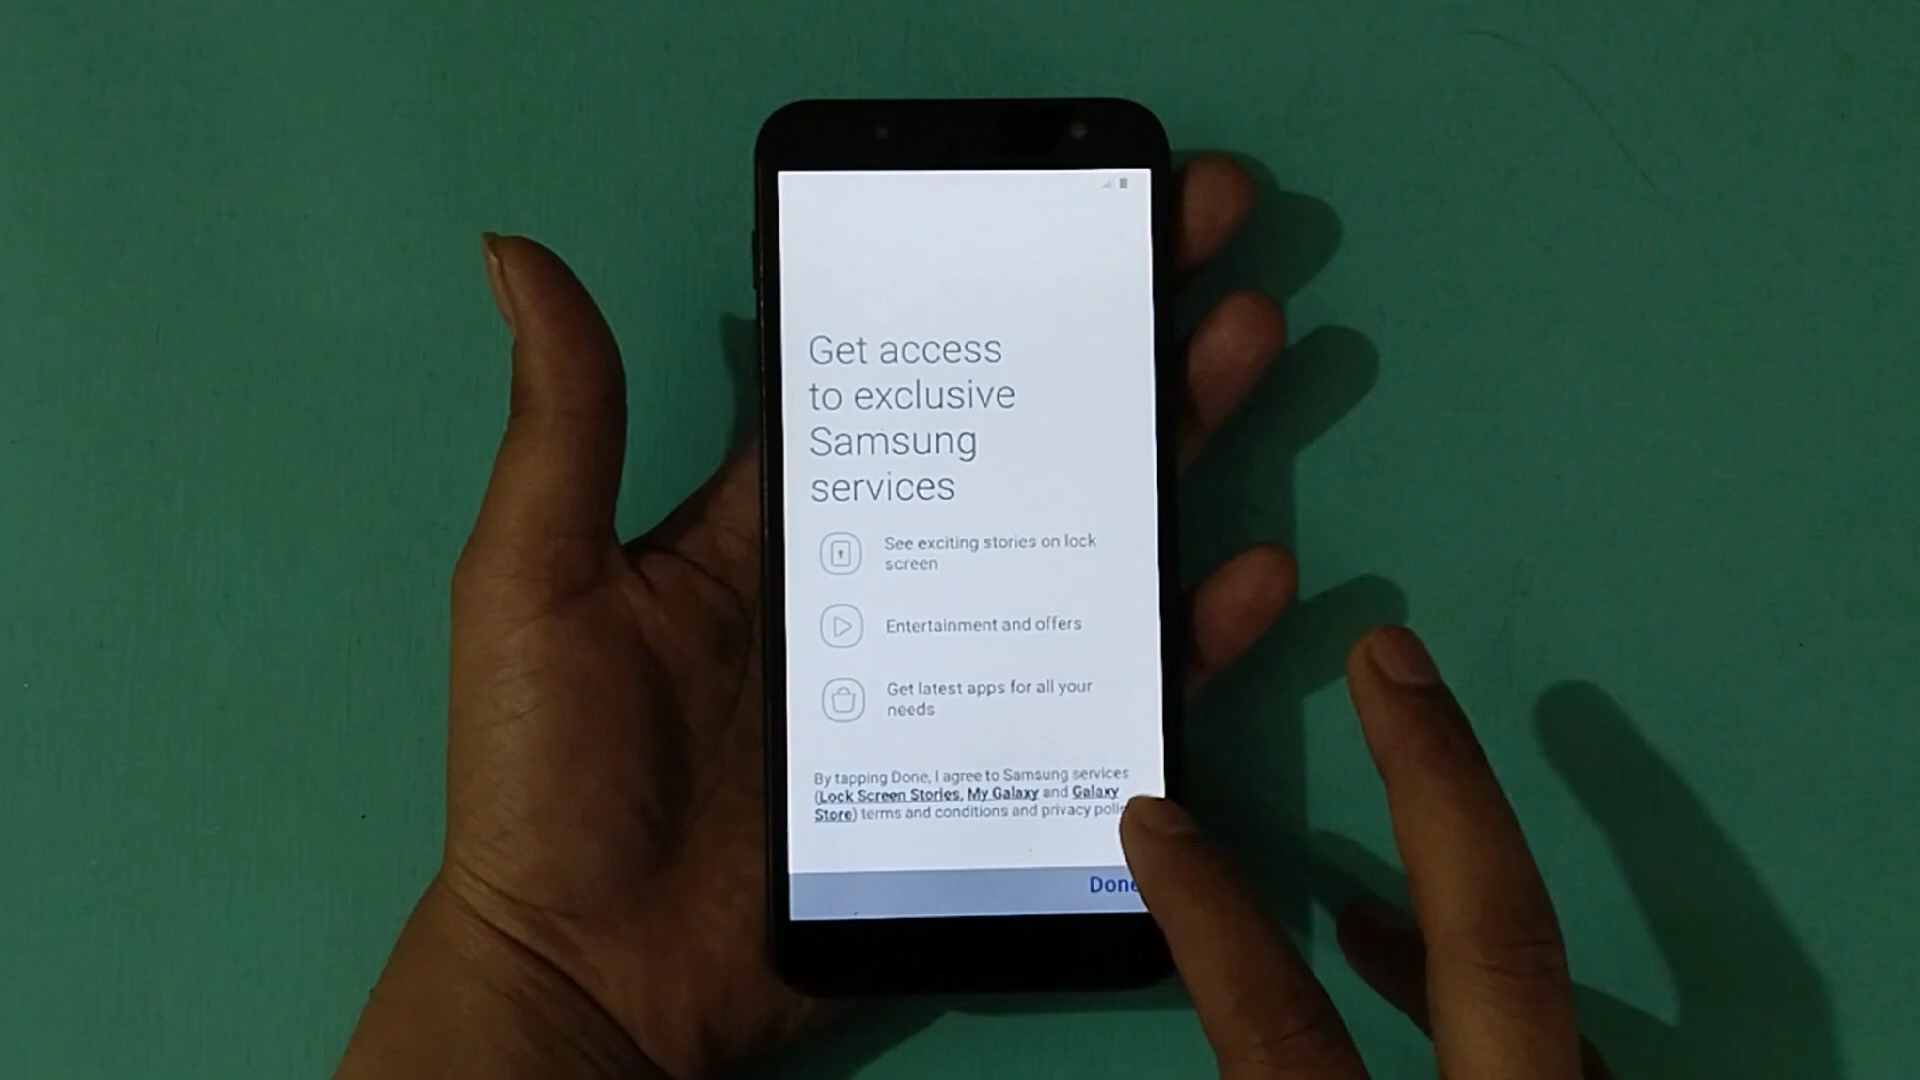 Get access
to exclusive
Samsung
services
See exciting stories on lock
screen
Entertainment and offers
Get latest apps for all your
needs
By tapping Done, I agree to Samsung services
(Lock Screen Stories, My Galaxy and Galaxy
Store) terms and conditions and privacy
Done